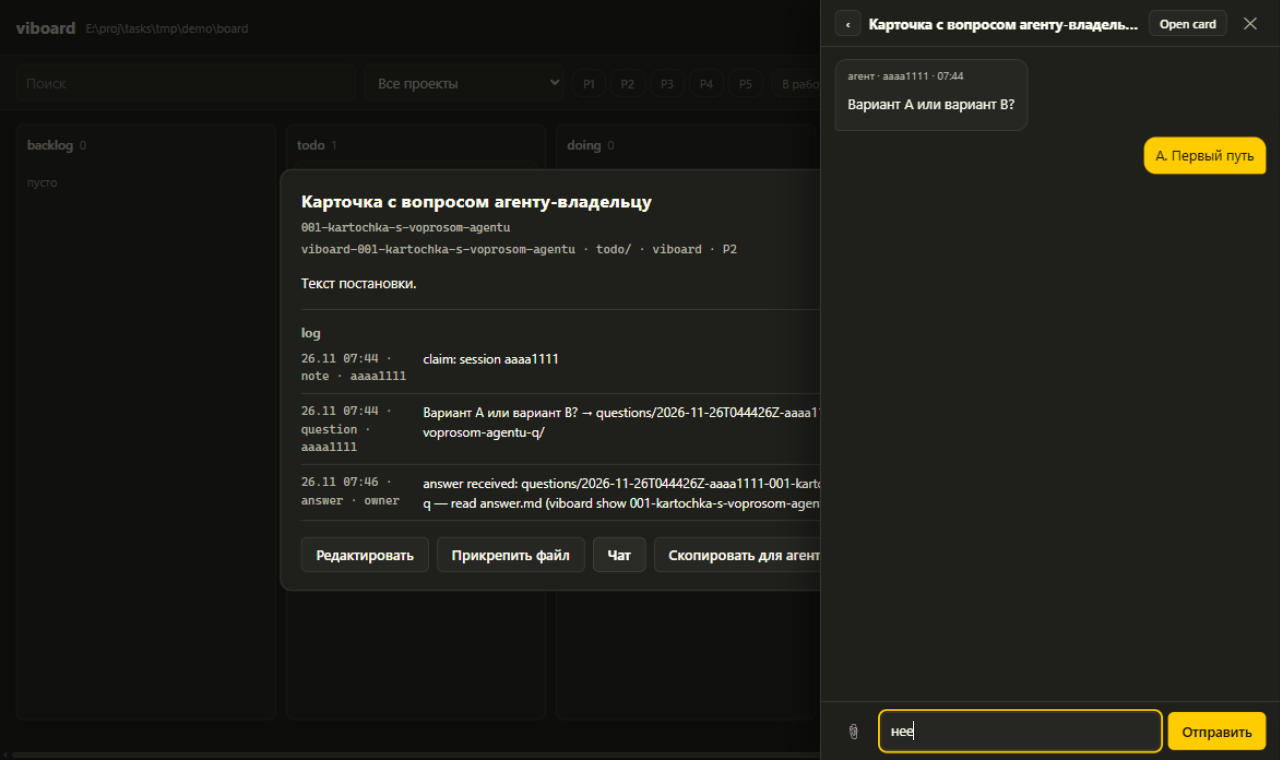 viboard E:\proj\tasks\tmp\demo\board
Поиск
Все проекты
P1
P2
P3
P4
P5
В рабо
backlog 0
пусто
todo 1
doing 0
Карточка с вопросом агенту-владельцу
001-kartochka-s-voprosom-agentu
viboard-001-kartochka-s-voprosom-agentu · todo/ · viboard · P2
Текст постановки.
log
26.11 07:44 ·
note · aaaa1111
claim: session aaaa1111
26.11 07:44 ·
question ·
aaaa1111
Вариант А или вариант В? → questions/2026-11-26T044426Z-aaaa1
voprosom-agentu-q/
26.11 07:46 ·
answer · owner
answer received: questions/2026-11-26T044426Z-aaaa1111-001-karto
q — read answer.md (viboard show 001-kartochka-s-voprosom-agen
Редактировать
Прикрепить файл
Чат
Скопировать для агент
‹
Карточка с вопросом агенту-владель...
Open card
агент · aaaa1111 · 07:44
Вариант А или вариант В?
А. Первый путь
нее
Отправить